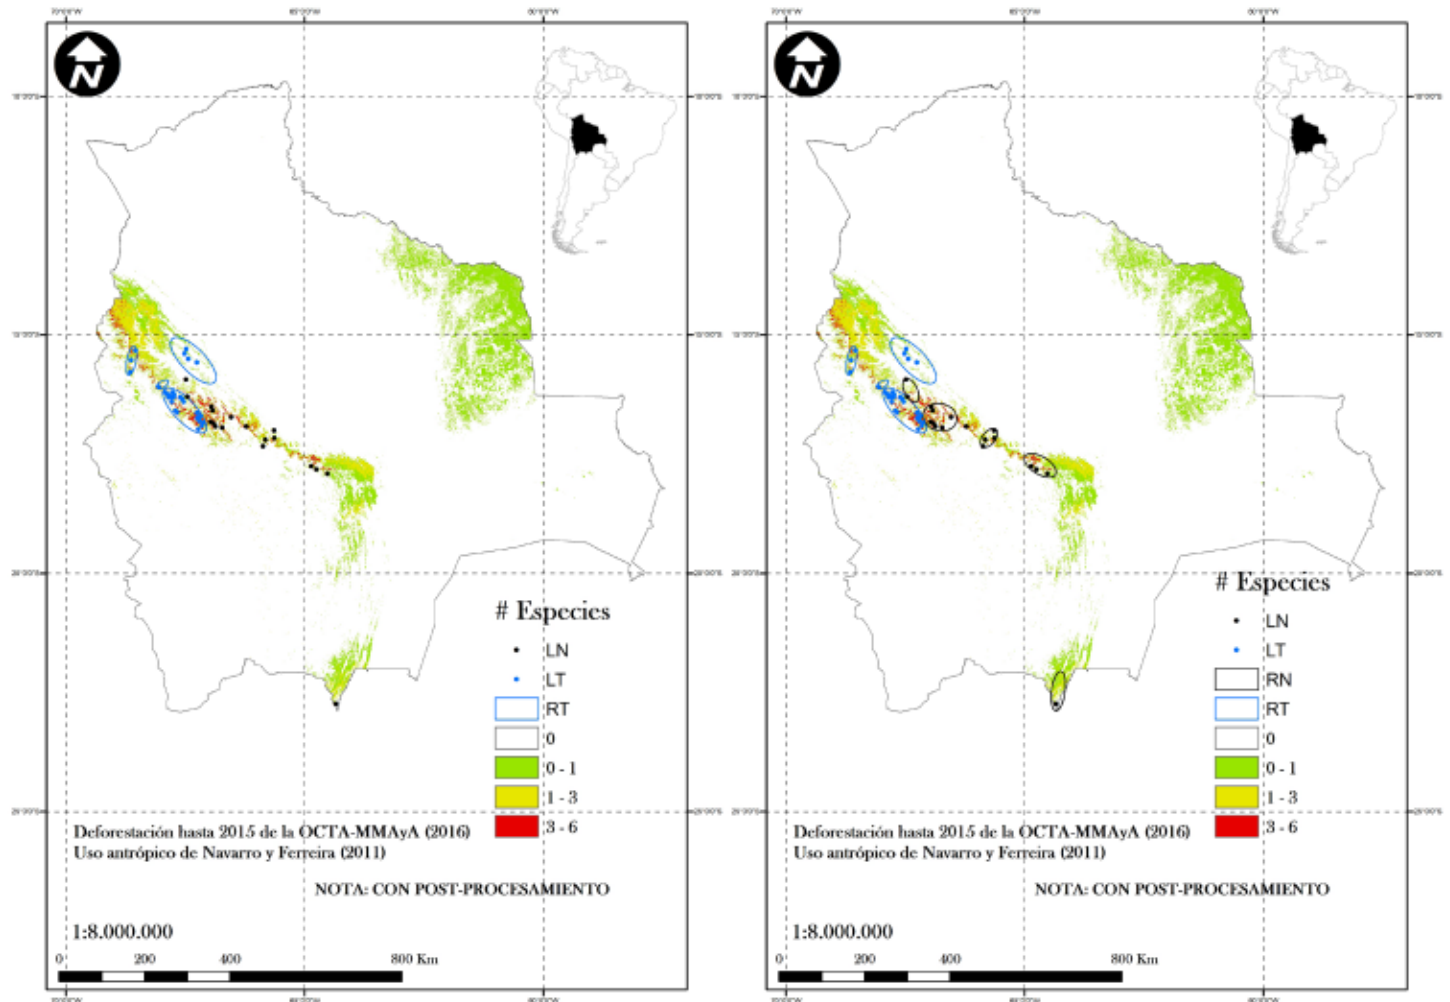 N
# Especies
LN
LT
RT
0
0 - 1
1 - 3
3 - 6
Deforestación hasta 2015 de la OCTA-MMAyA (2016)
Uso antrópico de Navarro y Ferreira (2011)
NOTA: CON POST-PROCESAMIENTO
1:8.000.000
0 200 400 800 Km
N
# Especies
LN
LT
RN
RT
0
0 - 1
1 - 3
3 - 6
Deforestación hasta 2015 de la OCTA-MMAyA (2016)
Uso antrópico de Navarro y Ferreira (2011)
NOTA: CON POST-PROCESAMIENTO
1:8.000.000
0 200 400 800 Km